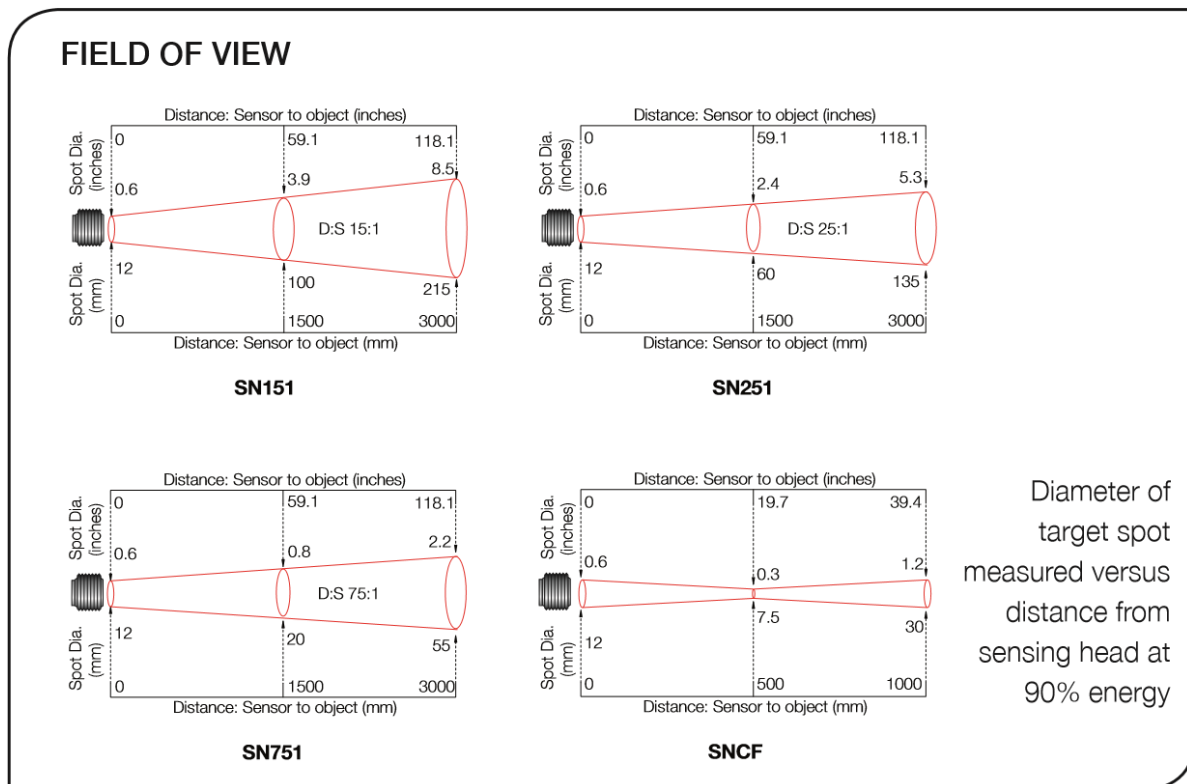 FIELD OF VIEW
Distance: Sensor to object (inches)
Spot Dia.
(inches)
0
59.1
118.1
0.6
3.9
8.5
D:S 15:1
Spot Dia.
(mm)
12
100
215
0
1500
3000
Distance: Sensor to object (mm)
SN151
Distance: Sensor to object (inches)
Spot Dia.
(inches)
0
59.1
118.1
0.6
2.4
5.3
D:S 25:1
Spot Dia.
(mm)
12
60
135
0
1500
3000
Distance: Sensor to object (mm)
SN251
Distance: Sensor to object (inches)
Spot Dia.
(inches)
0
59.1
118.1
0.6
0.8
2.2
D:S 75:1
Spot Dia.
(mm)
12
20
55
0
1500
3000
Distance: Sensor to object (mm)
SN751
Distance: Sensor to object (inches)
Spot Dia.
(inches)
0
19.7
39.4
0.6
0.3
1.2
Spot Dia.
(mm)
12
7.5
30
0
500
1000
Distance: Sensor to object (mm)
SNCF
Diameter of
target spot
measured versus
distance from
sensing head at
90% energy